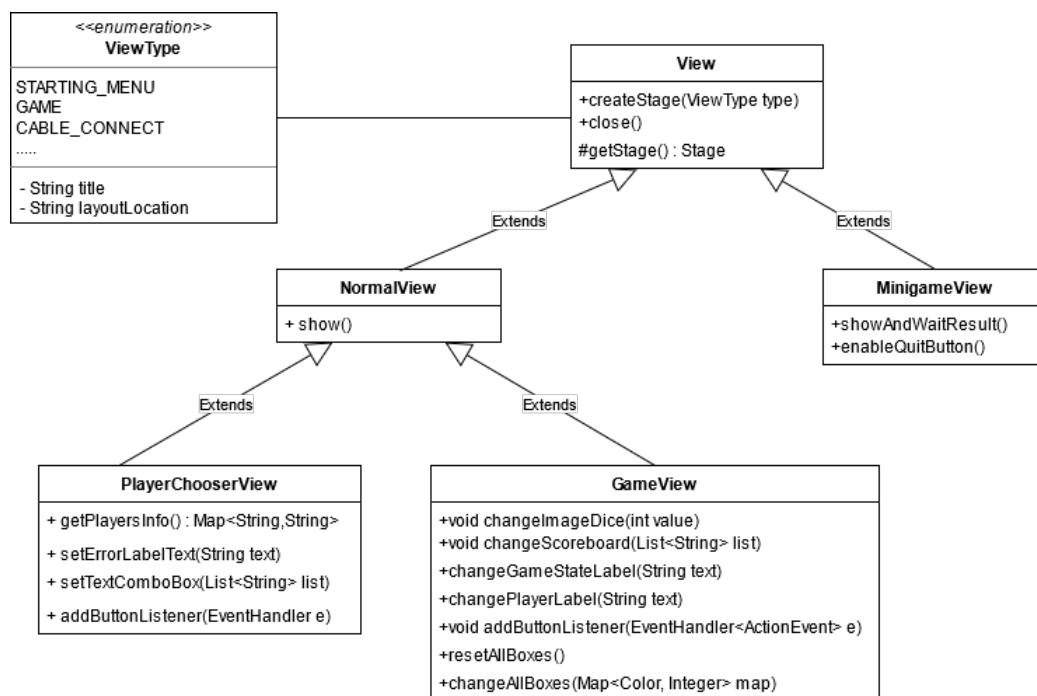 <<enumeration>>
ViewType
STARTING_MENU
GAME
CABLE_CONNECT
.....
- String title
- String layoutLocation
View
+createStage(ViewType type)
+close()
#getStage() : Stage
Extends
Extends
NormalView
+ show()
MinigameView
+showAndWaitResult()
+enableQuitButton()
Extends
Extends
PlayerChooserView
+ getPlayersInfo() : Map<String,String>
+ setErrorLabelText(String text)
+ setTextComboBox(List<String> list)
+ addButtonListener(EventHandler e)
GameView
+void changeImageDice(int value)
+void changeScoreboard(List<String> list)
+changeGameStateLabel(String text)
+changePlayerLabel(String text)
+void addButtonListener(EventHandler<ActionEvent> e)
+resetAllBoxes()
+changeAllBoxes(Map<Color, Integer> map)